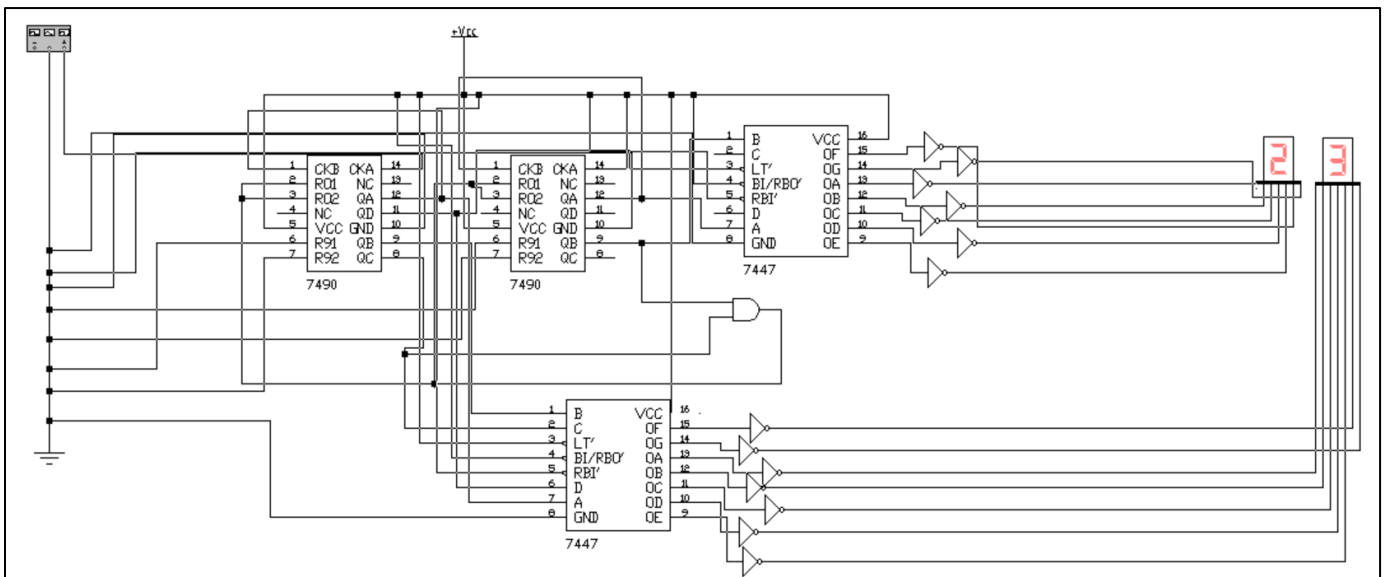 +Vcc
2 3
1 CKB CKA 14
2 RO1 NC 13
3 RO2 QA 12
4 NC QD 11
5 VCC GND 10
6 R91 QB 9
7 R92 QC 8
7490
1 CKB CKA 14
2 RO1 NC 13
3 RO2 QA 12
4 NC QD 11
5 VCC GND 10
6 R91 QB 9
7 R92 QC 8
7490
1 B VCC 16
2 C OF 15
3 LT' OG 14
4 BI/RBO' OA 13
5 RBI' OB 12
6 D OC 11
7 A OD 10
8 GND OE 9
7447
1 B VCC 16
2 C OF 15
3 LT' OG 14
4 BI/RBO' OA 13
5 RBI' OB 12
6 D OC 11
7 A OD 10
8 GND OE 9
7447